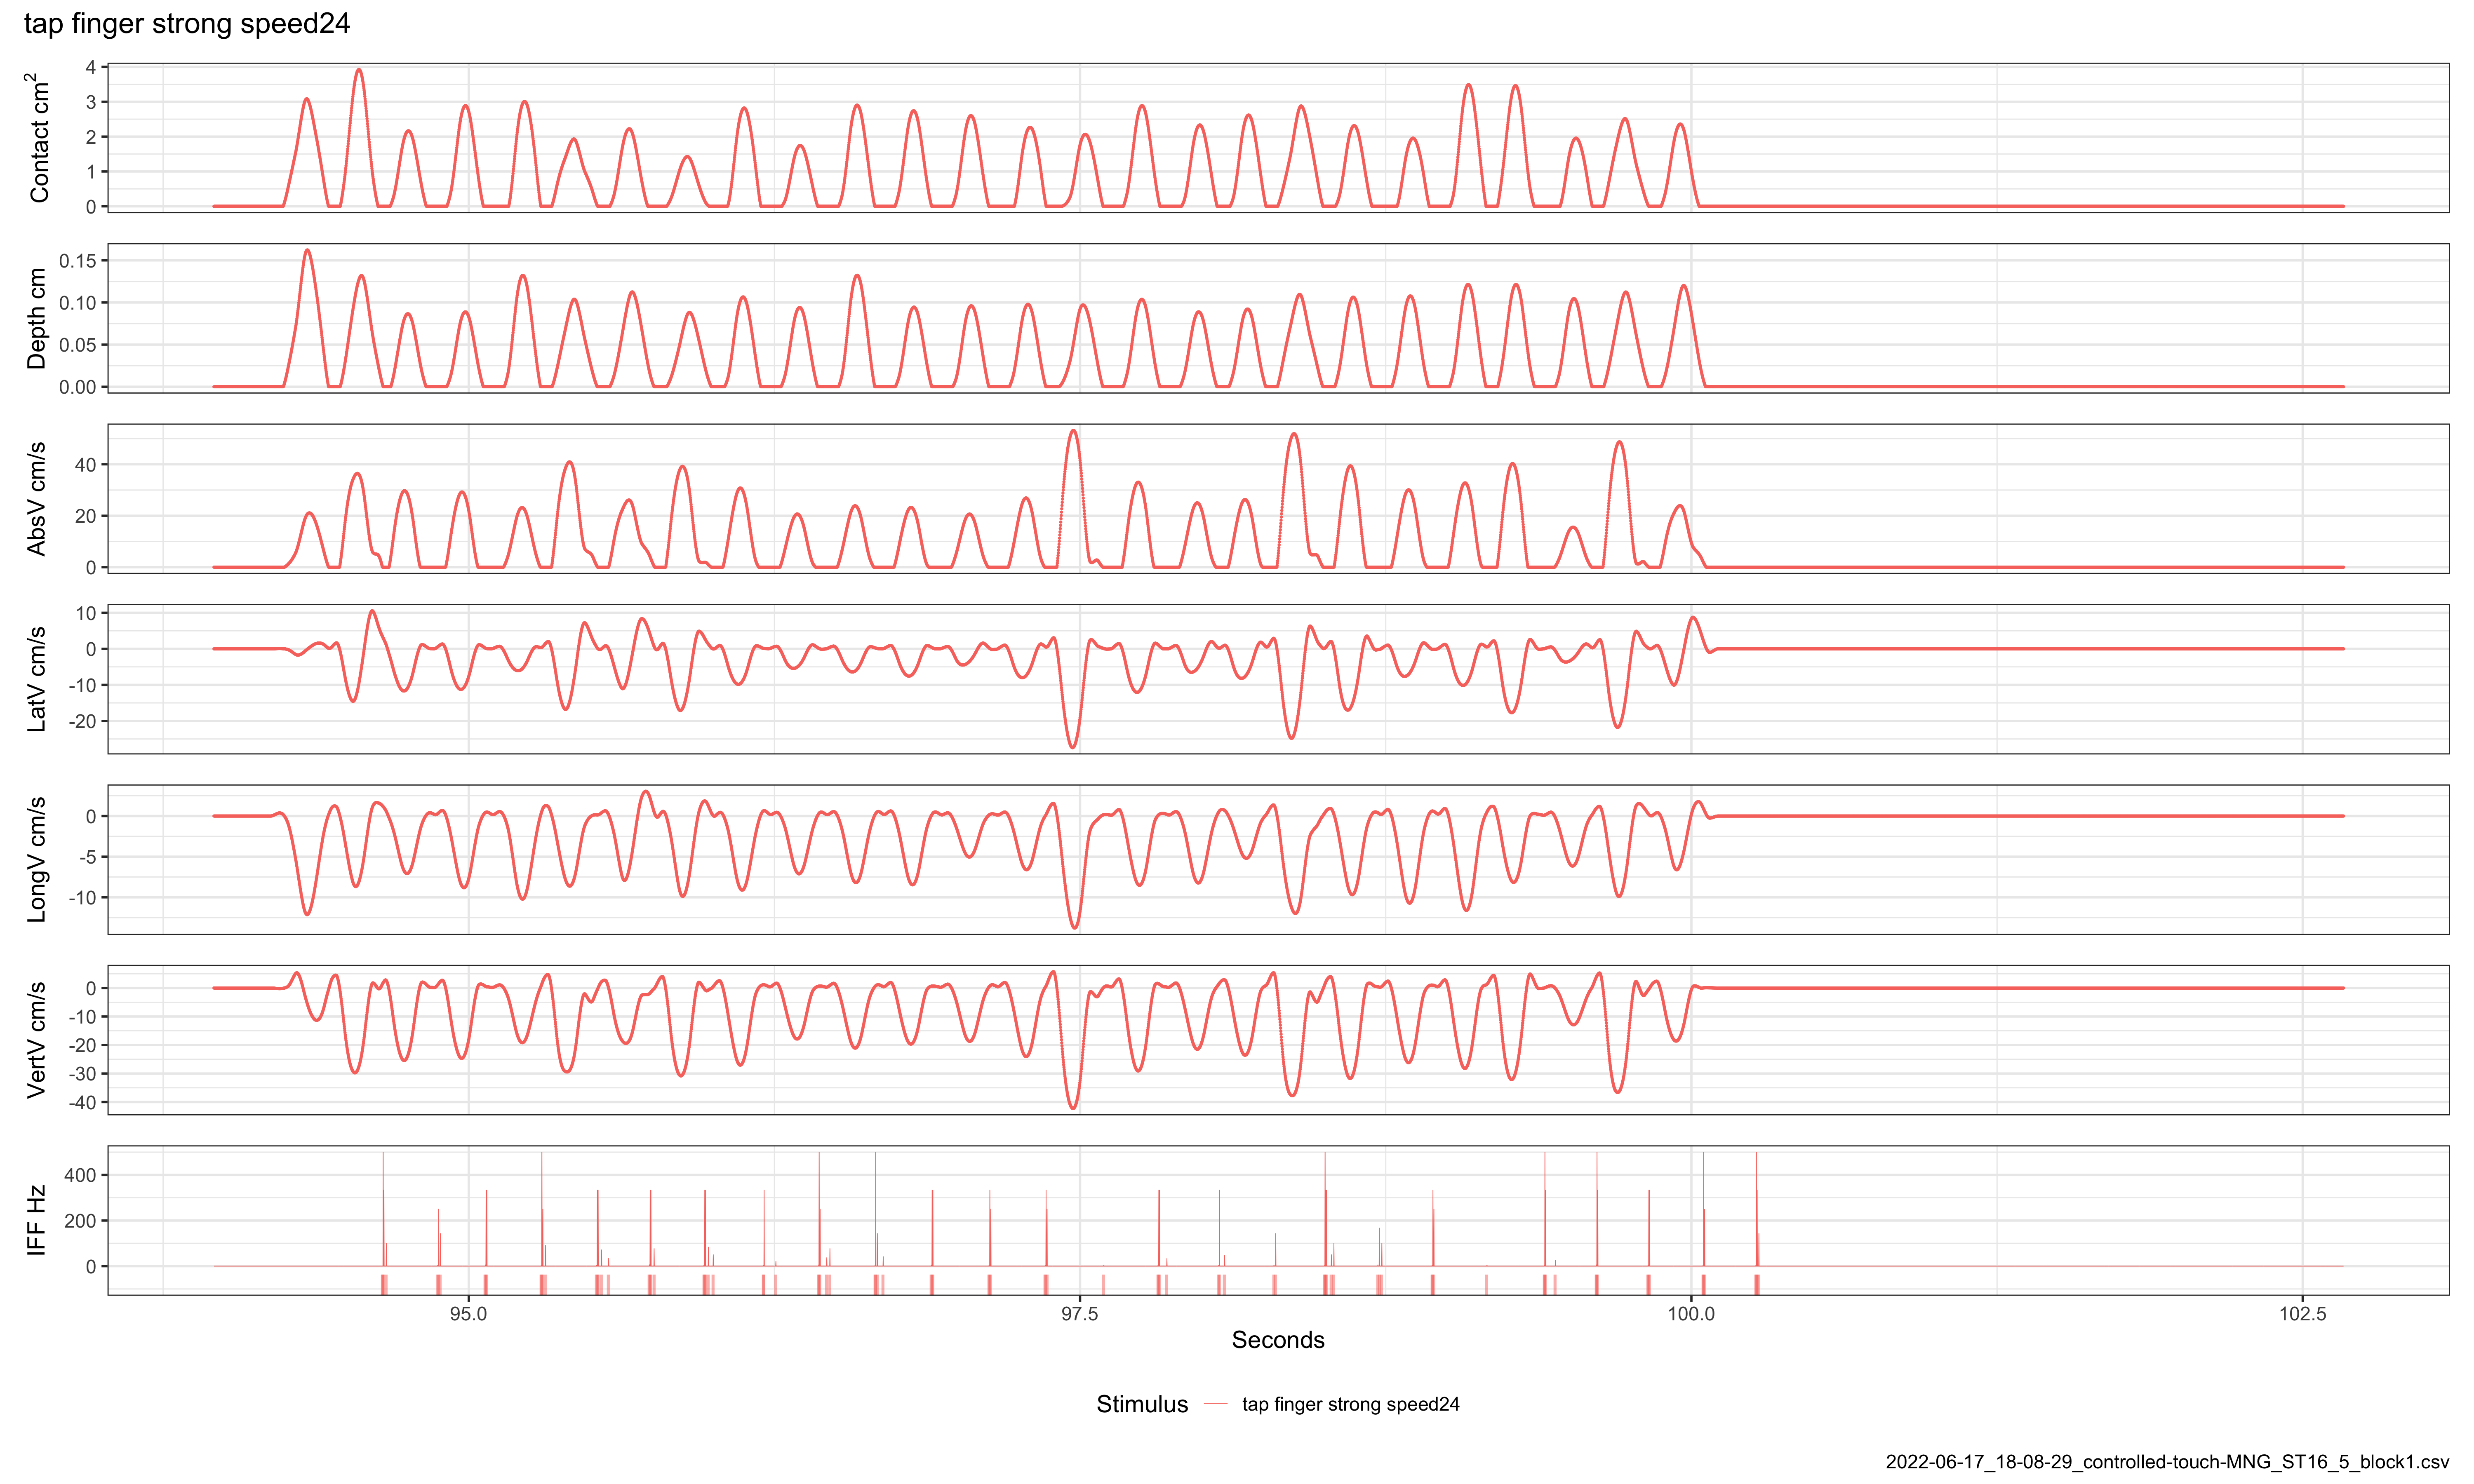 tap finger strong speed24
Contact cm²
4
3
2
1
0
Depth cm
0.15
0.10
0.05
0.00
AbsV cm/s
40
20
0
LatV cm/s
10
0
-10
-20
LongV cm/s
0
-5
-10
VertV cm/s
0
-10
-20
-30
-40
IFF Hz
400
200
0
95.0 97.5 100.0 102.5
Seconds
Stimulus tap finger strong speed24
2022-06-17_18-08-29_controlled-touch-MNG_ST16_5_block1.csv